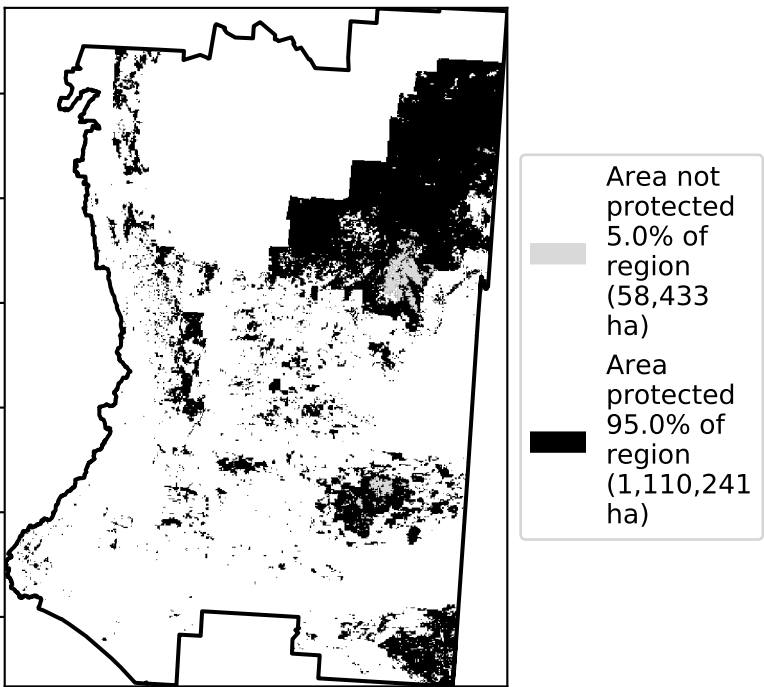 Area not
protected
5.0% of
region
(58,433
ha)
Area
protected
95.0% of
region
(1,110,241
ha)